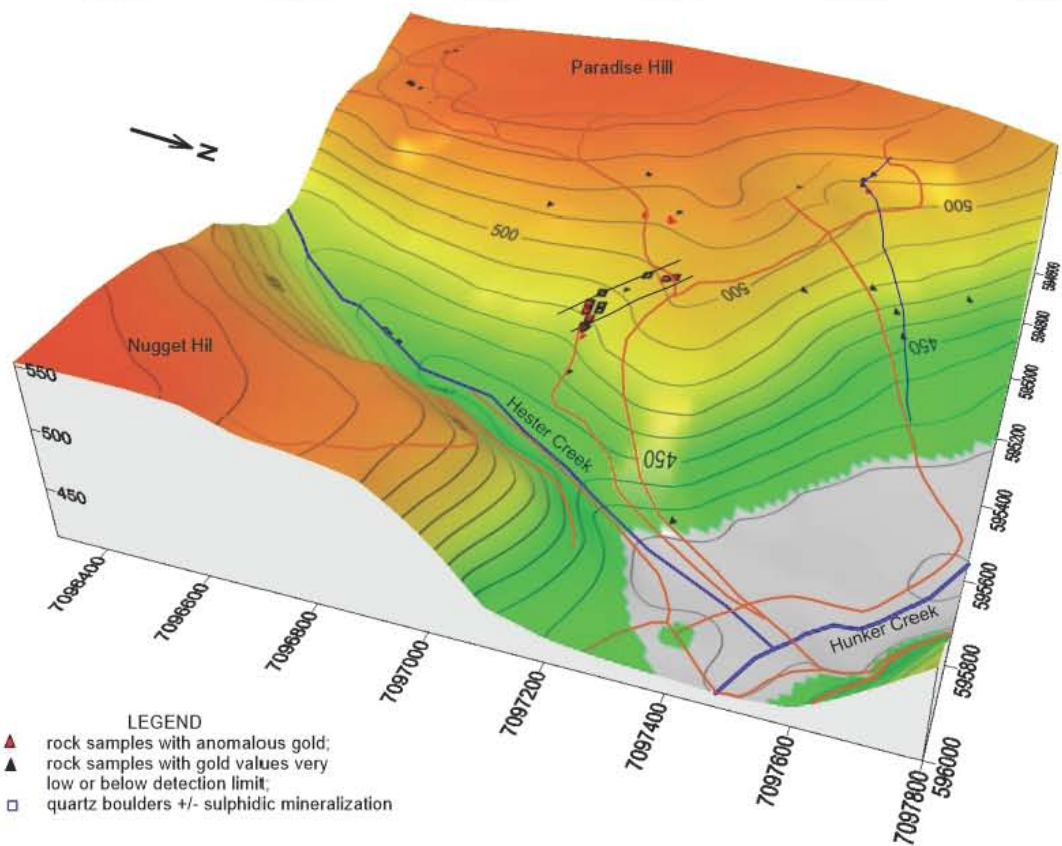 Paradise Hill
N
500
500
500
594600
594800
450
595000
Nugget Hil
550
500
450
Hester Creek
450
595200
595400
595600
Hunker Creek
595800
596000
7096400
7096600
7096800
7097000
7097200
7097400
7097600
7097800
LEGEND
rock samples with anomalous gold;
rock samples with gold values very
low or below detection limit;
quartz boulders +/- sulphidic mineralization